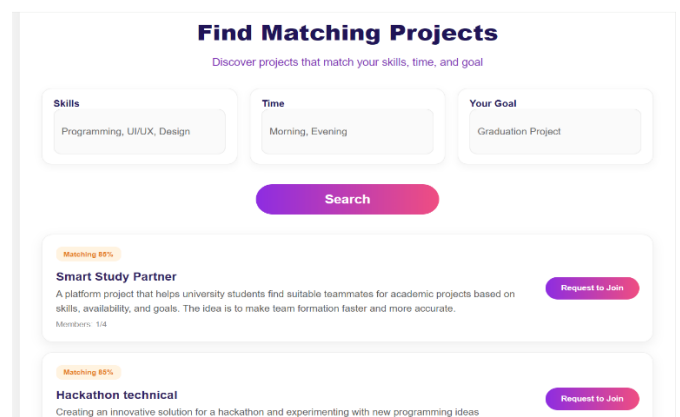 Find Matching Projects
Discover projects that match your skills, time, and goal
Skills
Time
Your Goal
Programming, UI/UX, Design
Morning, Evening
Graduation Project
Search
Matching
Smart Study Partner
Request to Join
A platform project that helps university students find suitable teammates for academic projects based on
skills, availability, and goals. The idea is to make team formation faster and more accurate.
Members: 1/4
Matching 85%
Hackathon technical
Request to Join
Creating an innovative solution for a hackathon and experimenting with new programming ideas